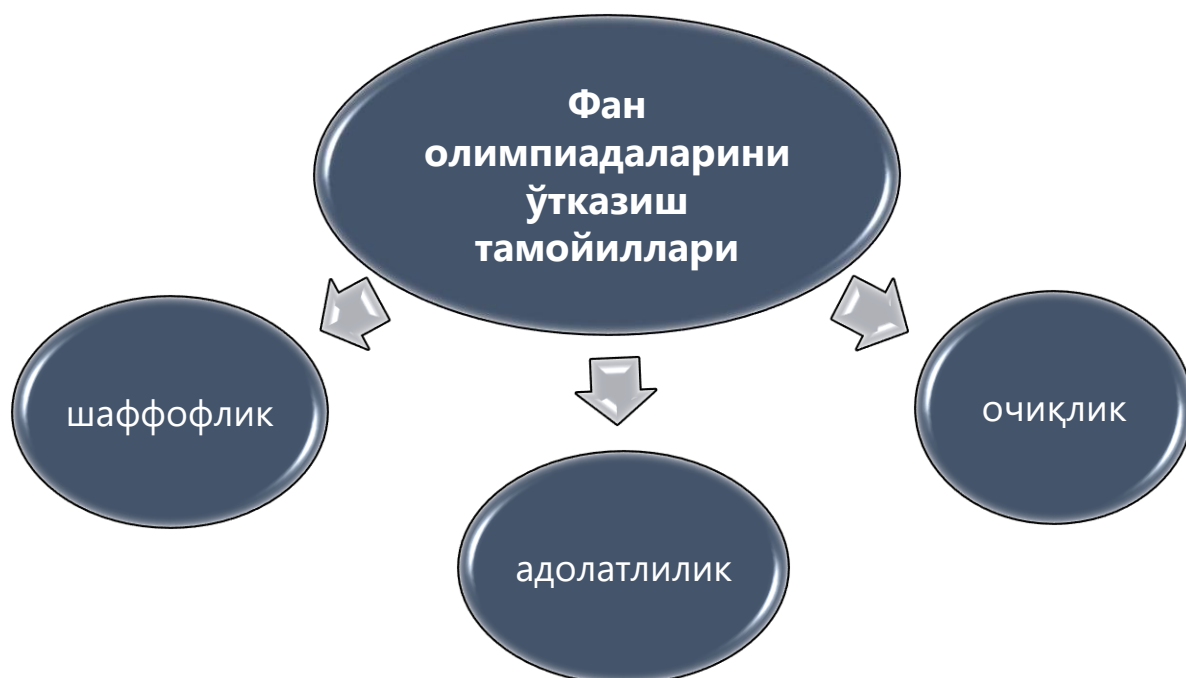 Фан
олимпиадаларини
ўтказиш
тамойиллари
шаффофлик
очиқлик
адолатлилик